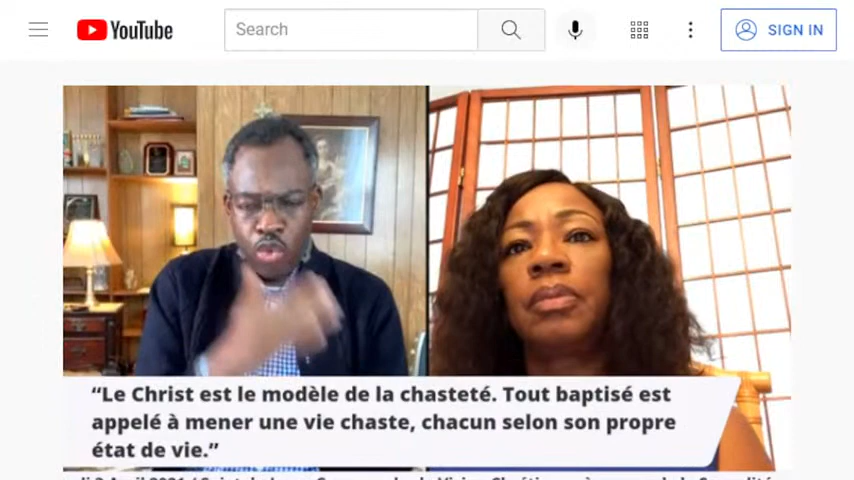 YouTube
Search
SIGN IN
“Le Christ est le modèle de la chasteté. Tout baptisé est
appelé à mener une vie chaste, chacun selon son propre
état de vie.”